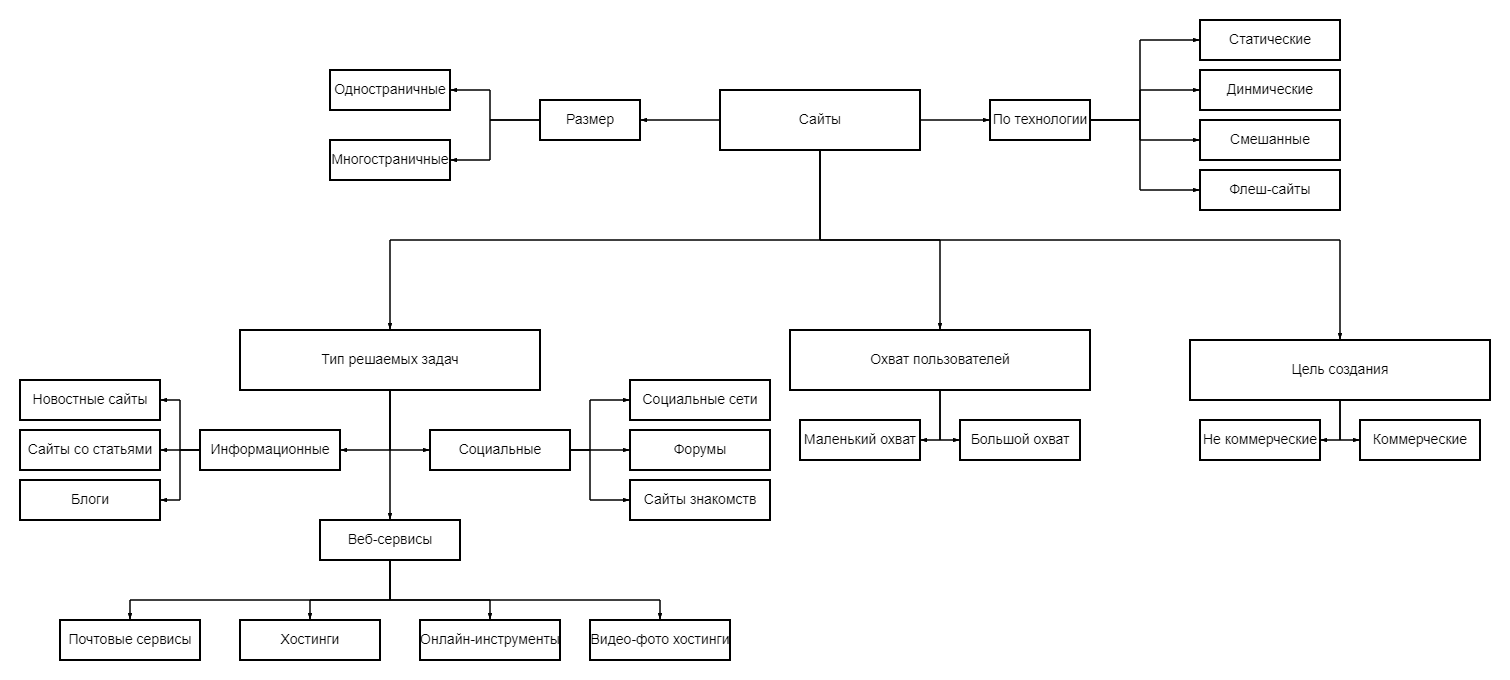 Статические
Одностраничные
Динмические
Размер
Сайты
По технологии
Смешанные
Многостраничные
Флеш-сайты
Тип решаемых задач
Охват пользователей
Цель создания
Новостные сайты
Социальные сети
Сайты со статьями
Информационные
Социальные
Форумы
Маленький охват
Большой охват
Не коммерческие
Коммерческие
Блоги
Сайты знакомств
Веб-сервисы
Почтовые сервисы
Хостинги
Онлайн-инструменты
Видео-фото хостинги